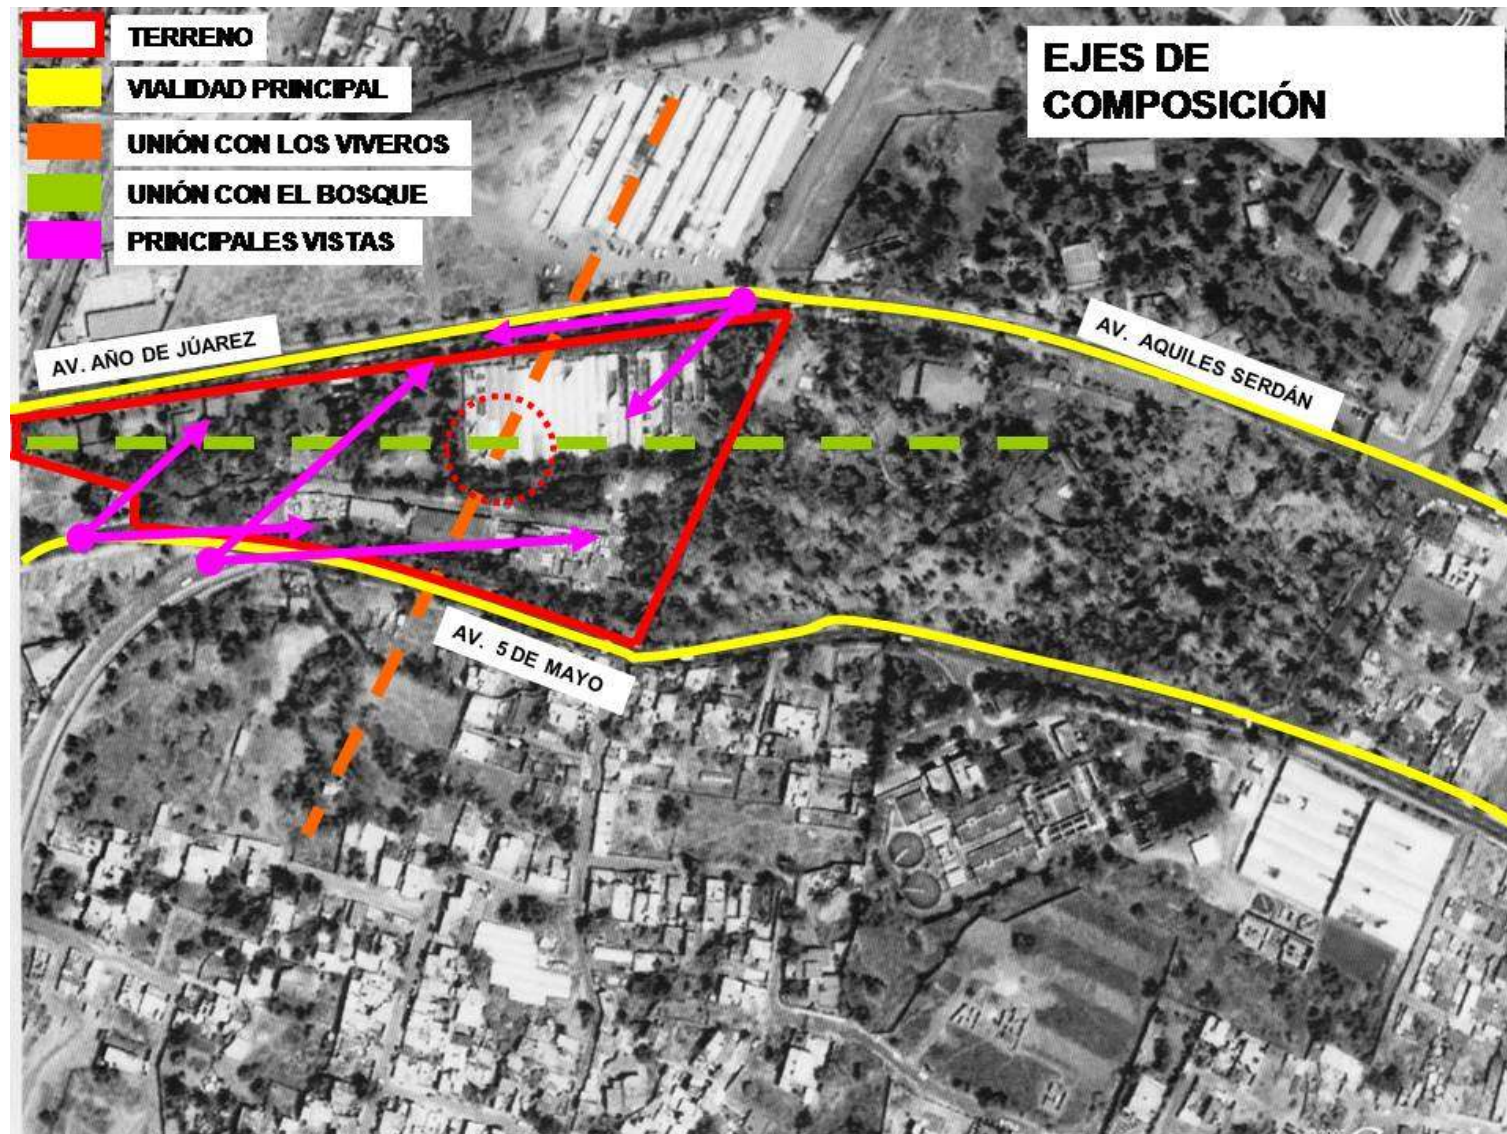 TERRENO
VIALIDAD PRINCIPAL
UNIÓN CON LOS VIVEROS
UNIÓN CON EL BOSQUE
PRINCIPALES VISTAS
EJES DE
COMPOSICIÓN
AV. AÑO DE JÚAREZ
AV. AQUILES SERDÁN
AV. 5 DE MAYO